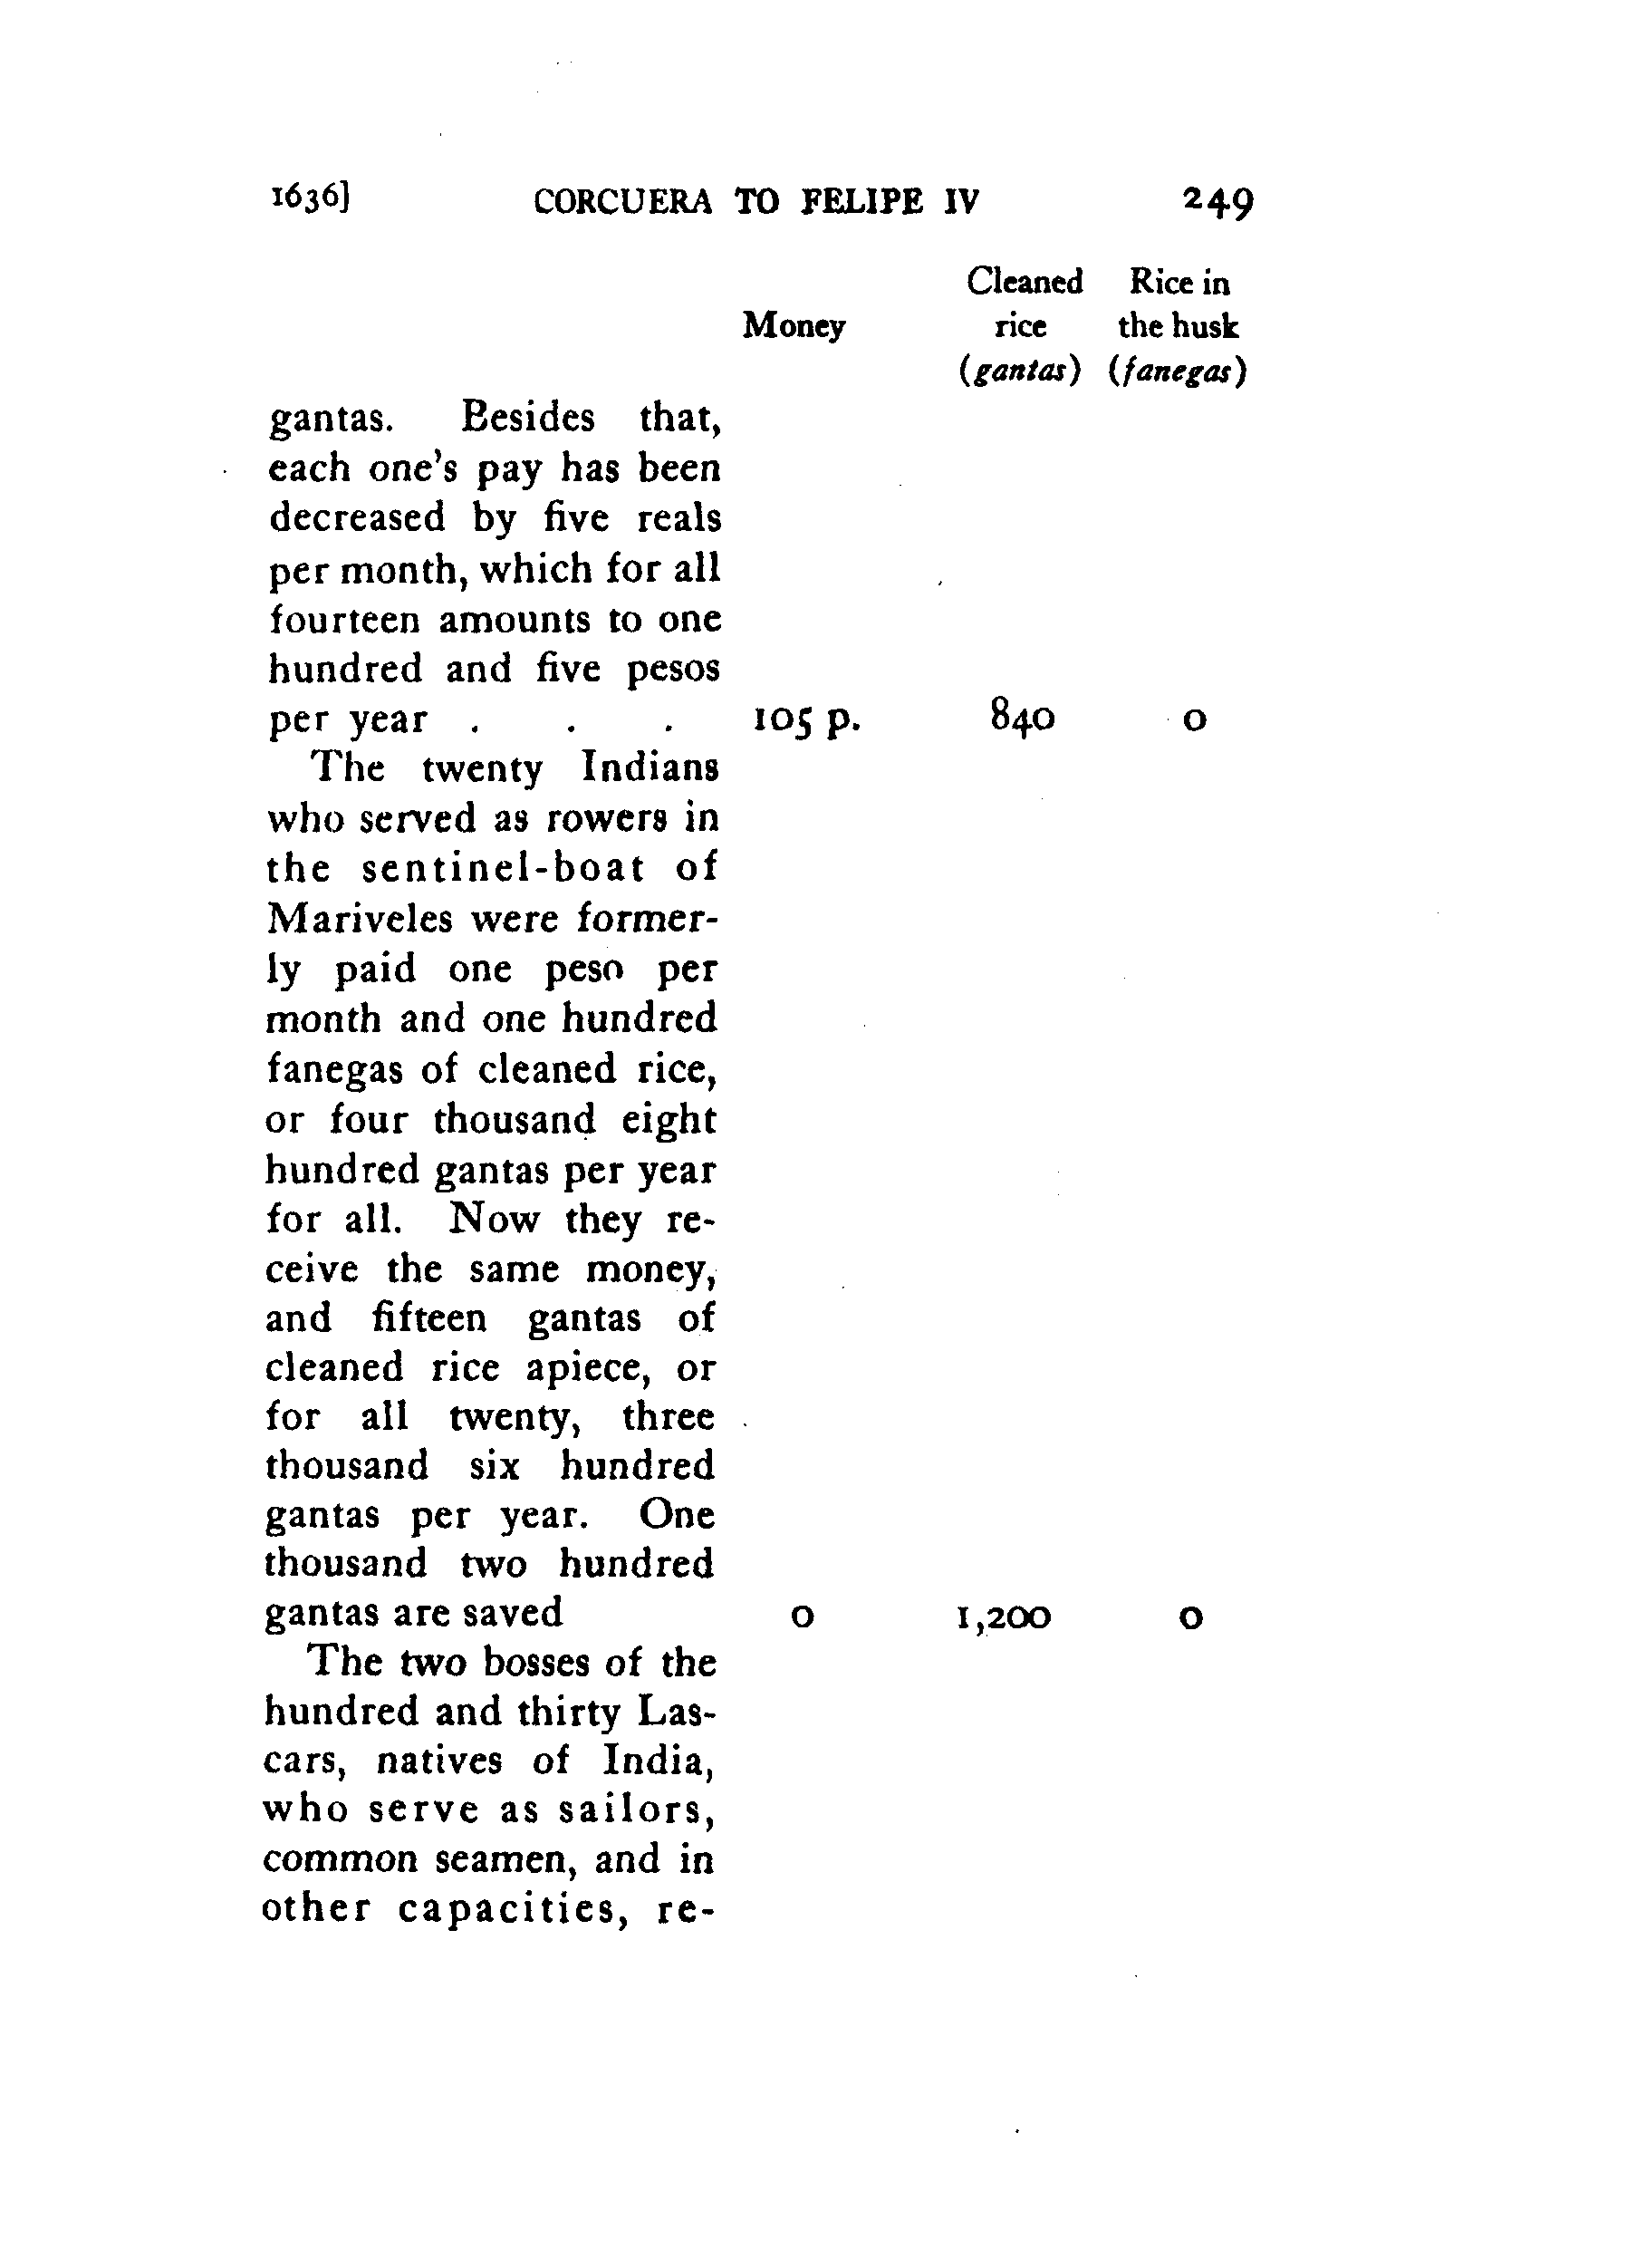 1636] CORCUERA TO FELIPE IV 249
Cleaned Rice in
Money rice the husk
(gantas) (fanegas)
gantas. Besides that,
each one's pay has been
decreased by five reals
per month, which for all
fourteen amounts to one
hundred and five pesos
per year . . . 105 p. 840 0
The twenty Indians
who served as rowers in
the sentinel-boat of
Mariveles were former-
ly paid one peso per
month and one hundred
fanegas of cleaned rice,
or four thousand eight
hundred gantas per year
for all. Now they re-
ceive the same money,
and fifteen gantas of
cleaned rice apiece, or
for all twenty, three
thousand six hundred
gantas per year. One
thousand two hundred
gantas are saved 0 1,200 0
The two bosses of the
hundred and thirty Las-
cars, natives of India,
who serve as sailors,
common seamen, and in
other capacities, re-